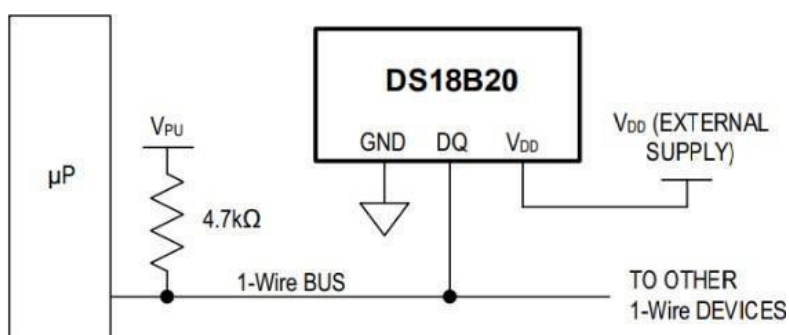 DS18B20
GND DQ VDD
VDD (EXTERNAL
SUPPLY)
VPU
µP
4.7kΩ
1-Wire BUS
TO OTHER
1-Wire DEVICES